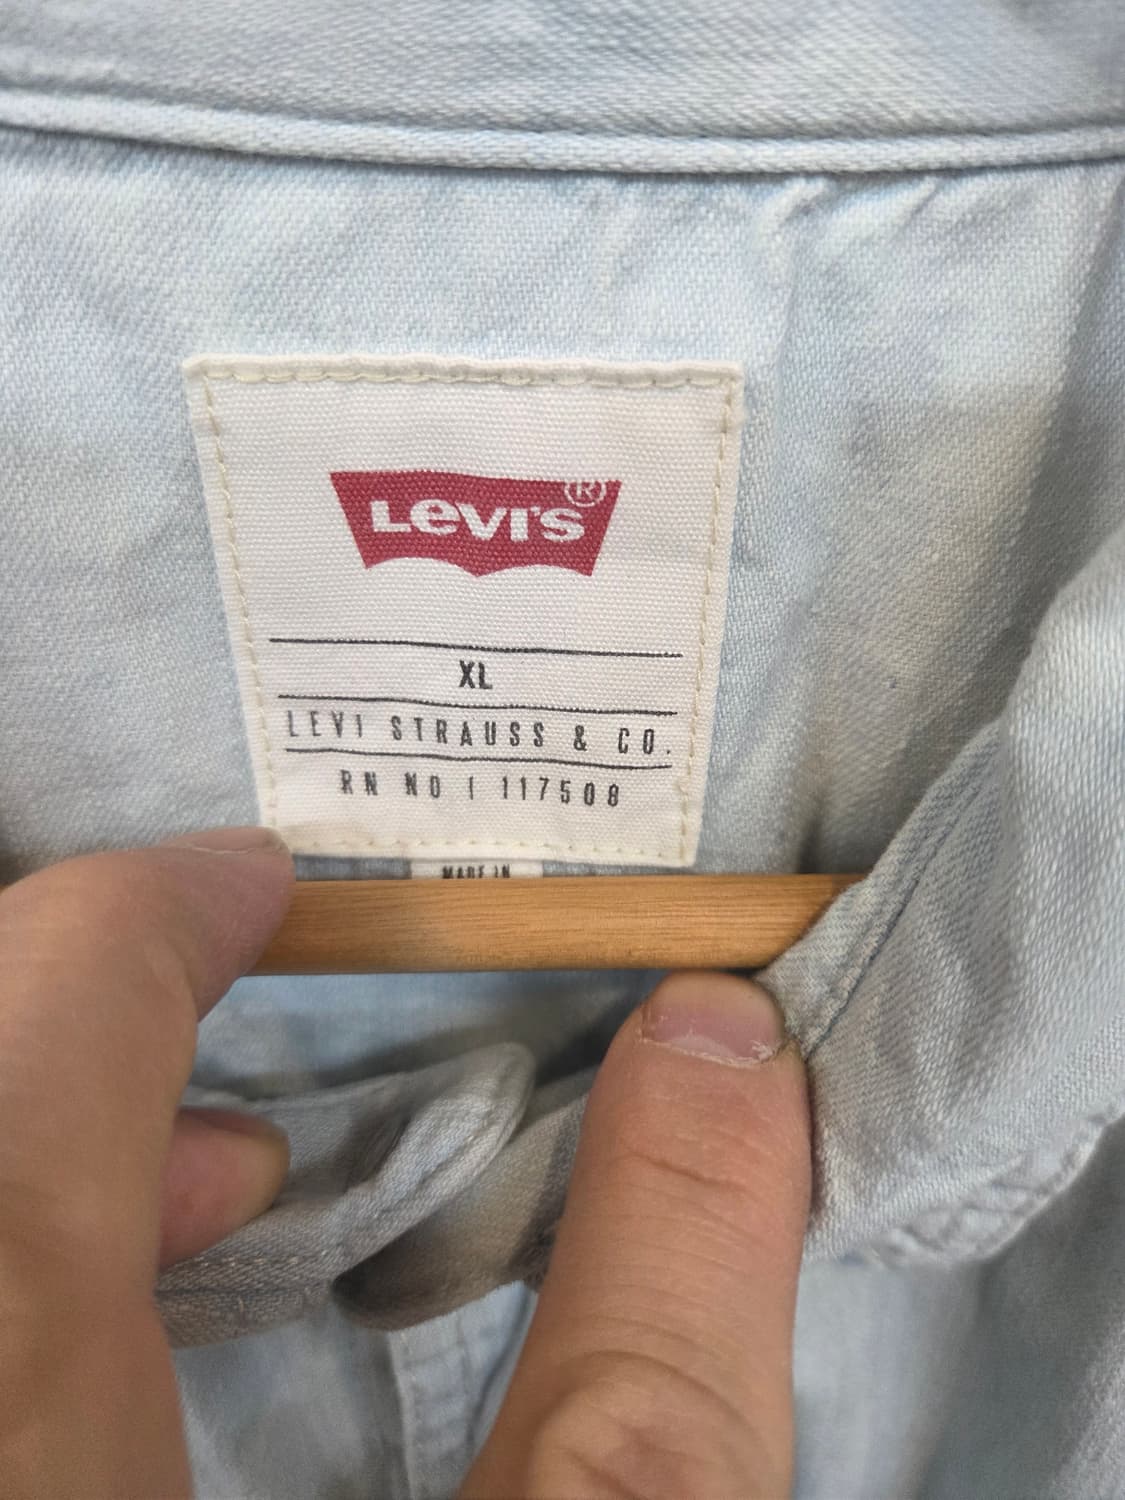 Levi's®
XL
LEVI STRAUSS & CO.
RN NO | 117508
MADE IN